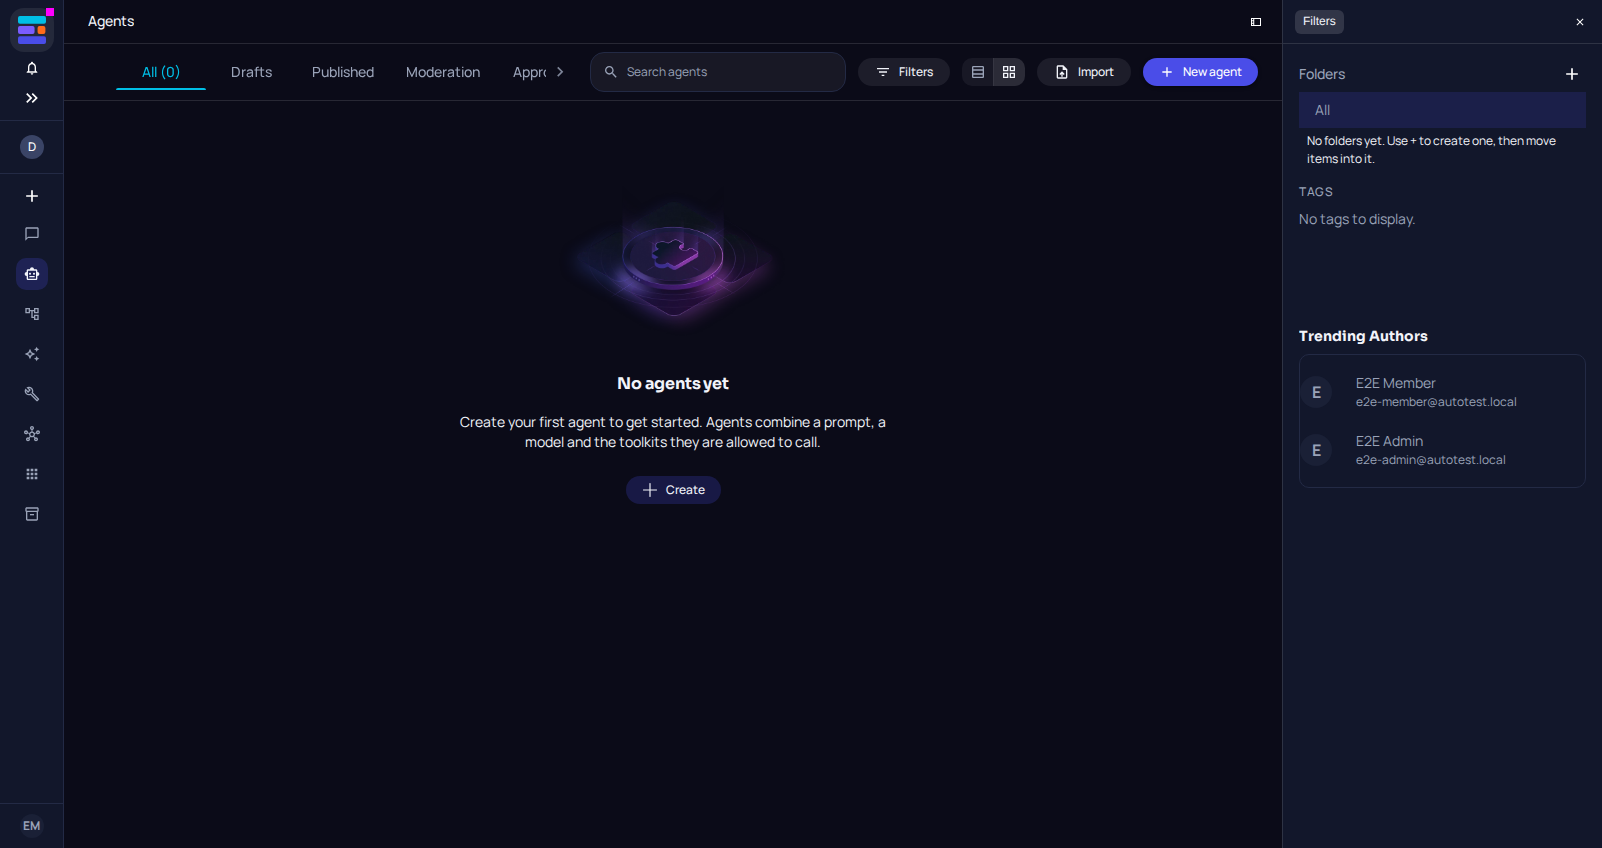 Agents
Filters
All (0)
Drafts
Published
Moderation
Search agents
Filters
Import
New agent
Folders
All
No folders yet. Use + to create one, then move
items into it.
TAGS
No tags to display.
D
No agents yet
Create your first agent to get started. Agents combine a prompt, a
model and the toolkits they are allowed to call.
Create
Trending Authors
E
E2E Member
e2e-member@autotest.local
E
E2E Admin
e2e-admin@autotest.local
EM